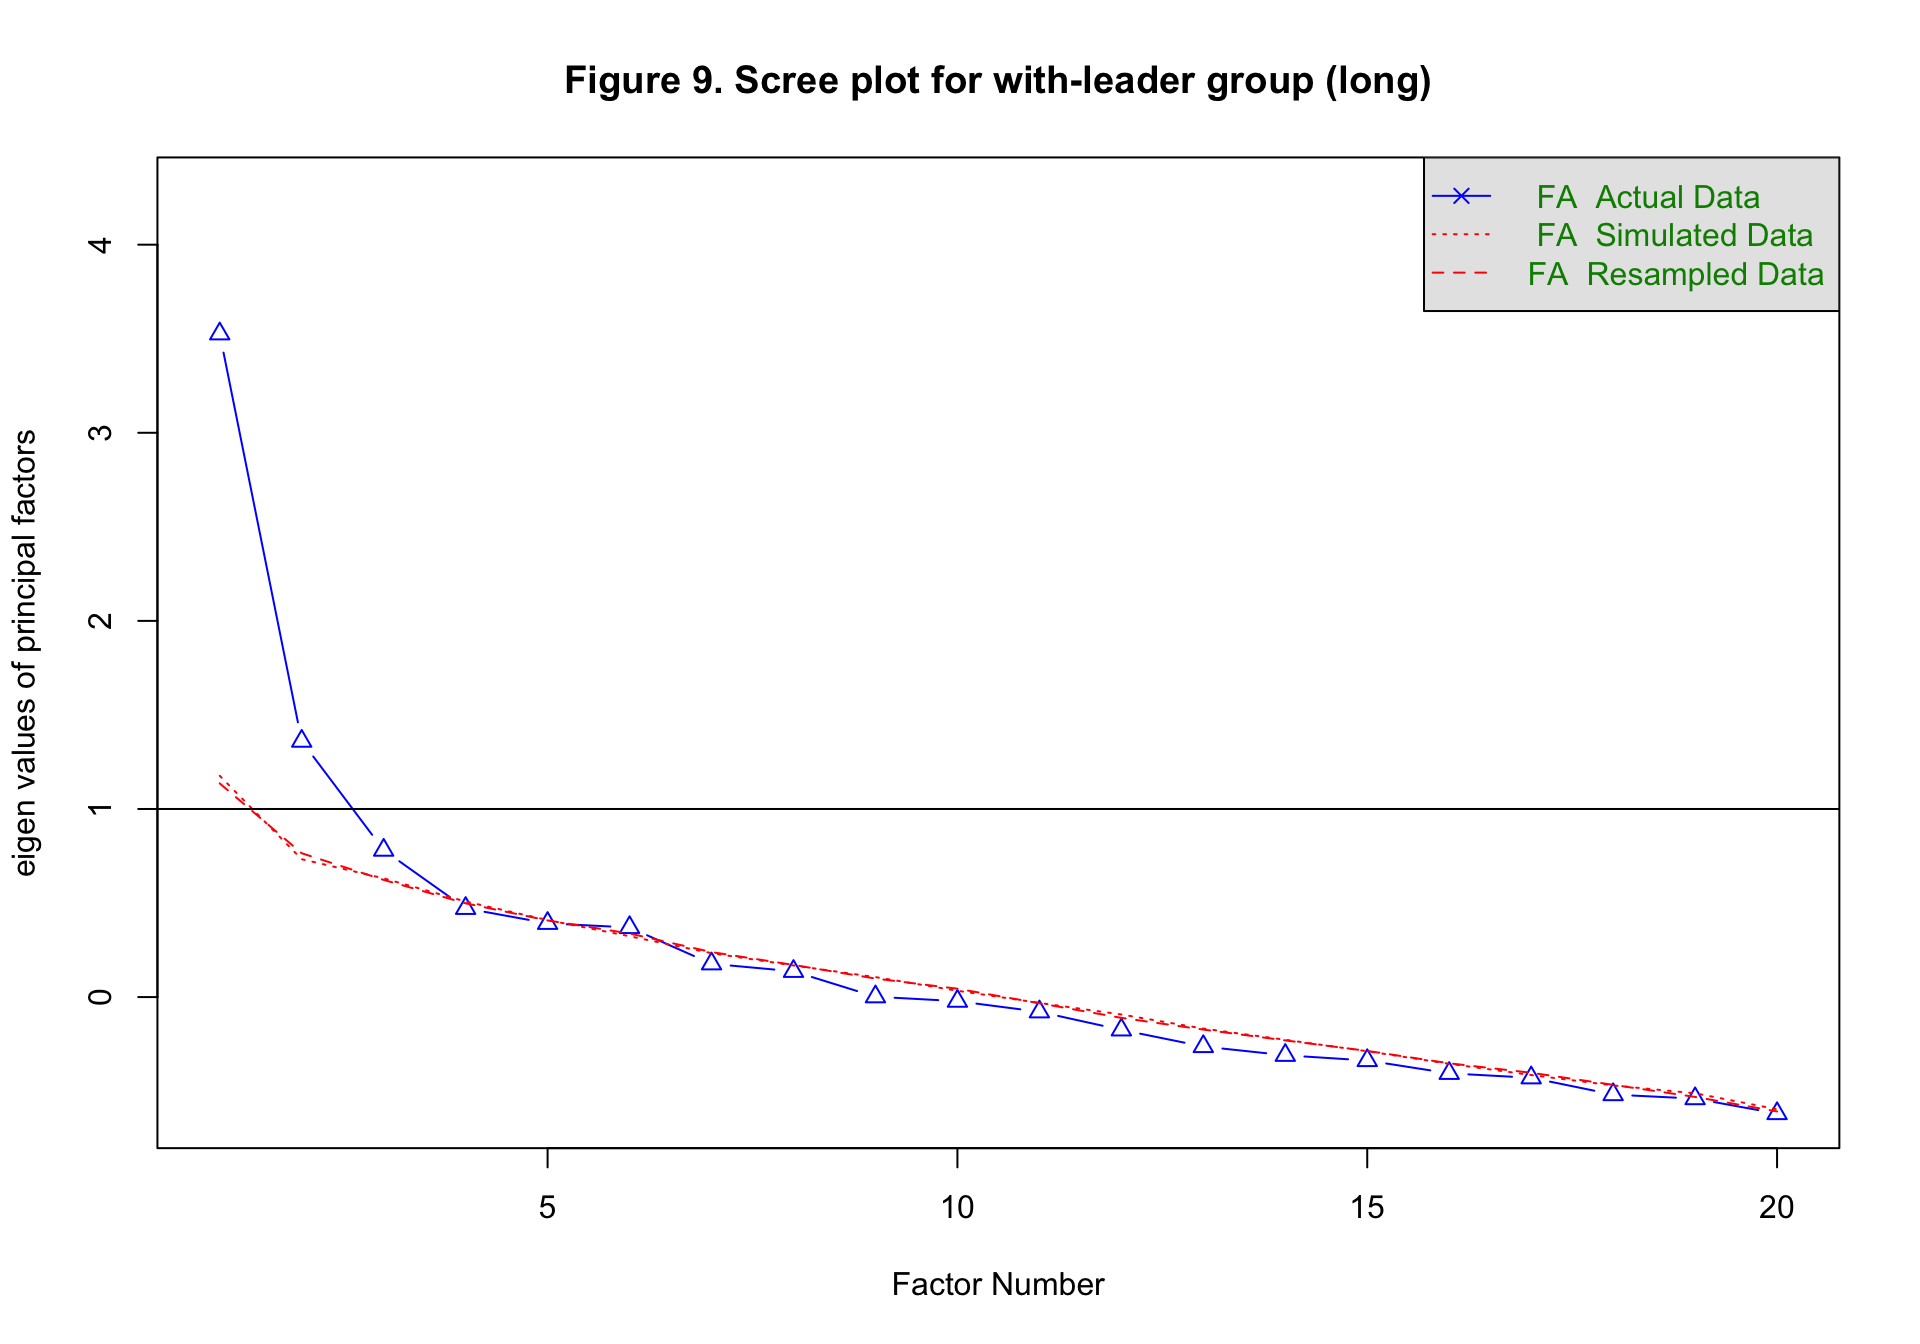 Figure 9. Scree plot for with-leader group (long)
FA Actual Data
FA Simulated Data
FA Resampled Data
eigen values of principal factors
4
3
2
1
0
5 10 15 20
Factor Number